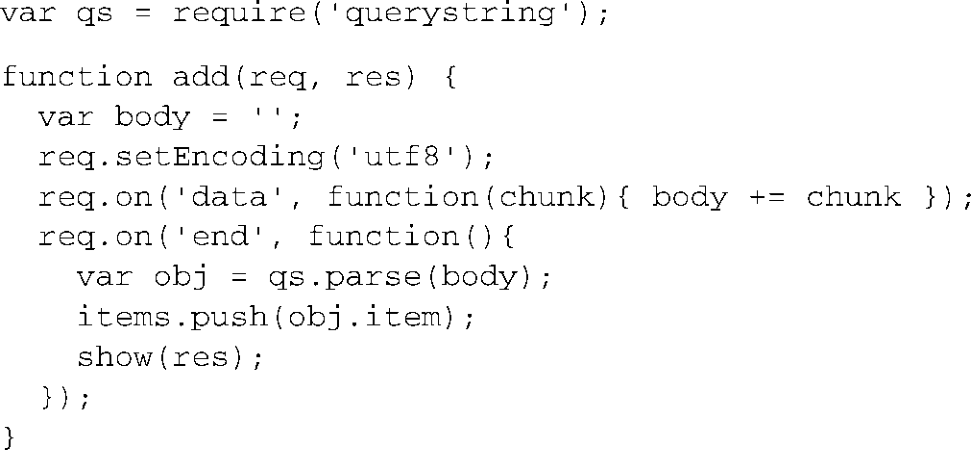 var qs = require('querystring');
function add(req, res) {
  var body = '';
  req.setEncoding('utf8');
  req.on('data', function(chunk){ body += chunk });
  req.on('end', function(){
    var obj = qs.parse(body);
    items.push(obj.item);
    show(res);
  });
}